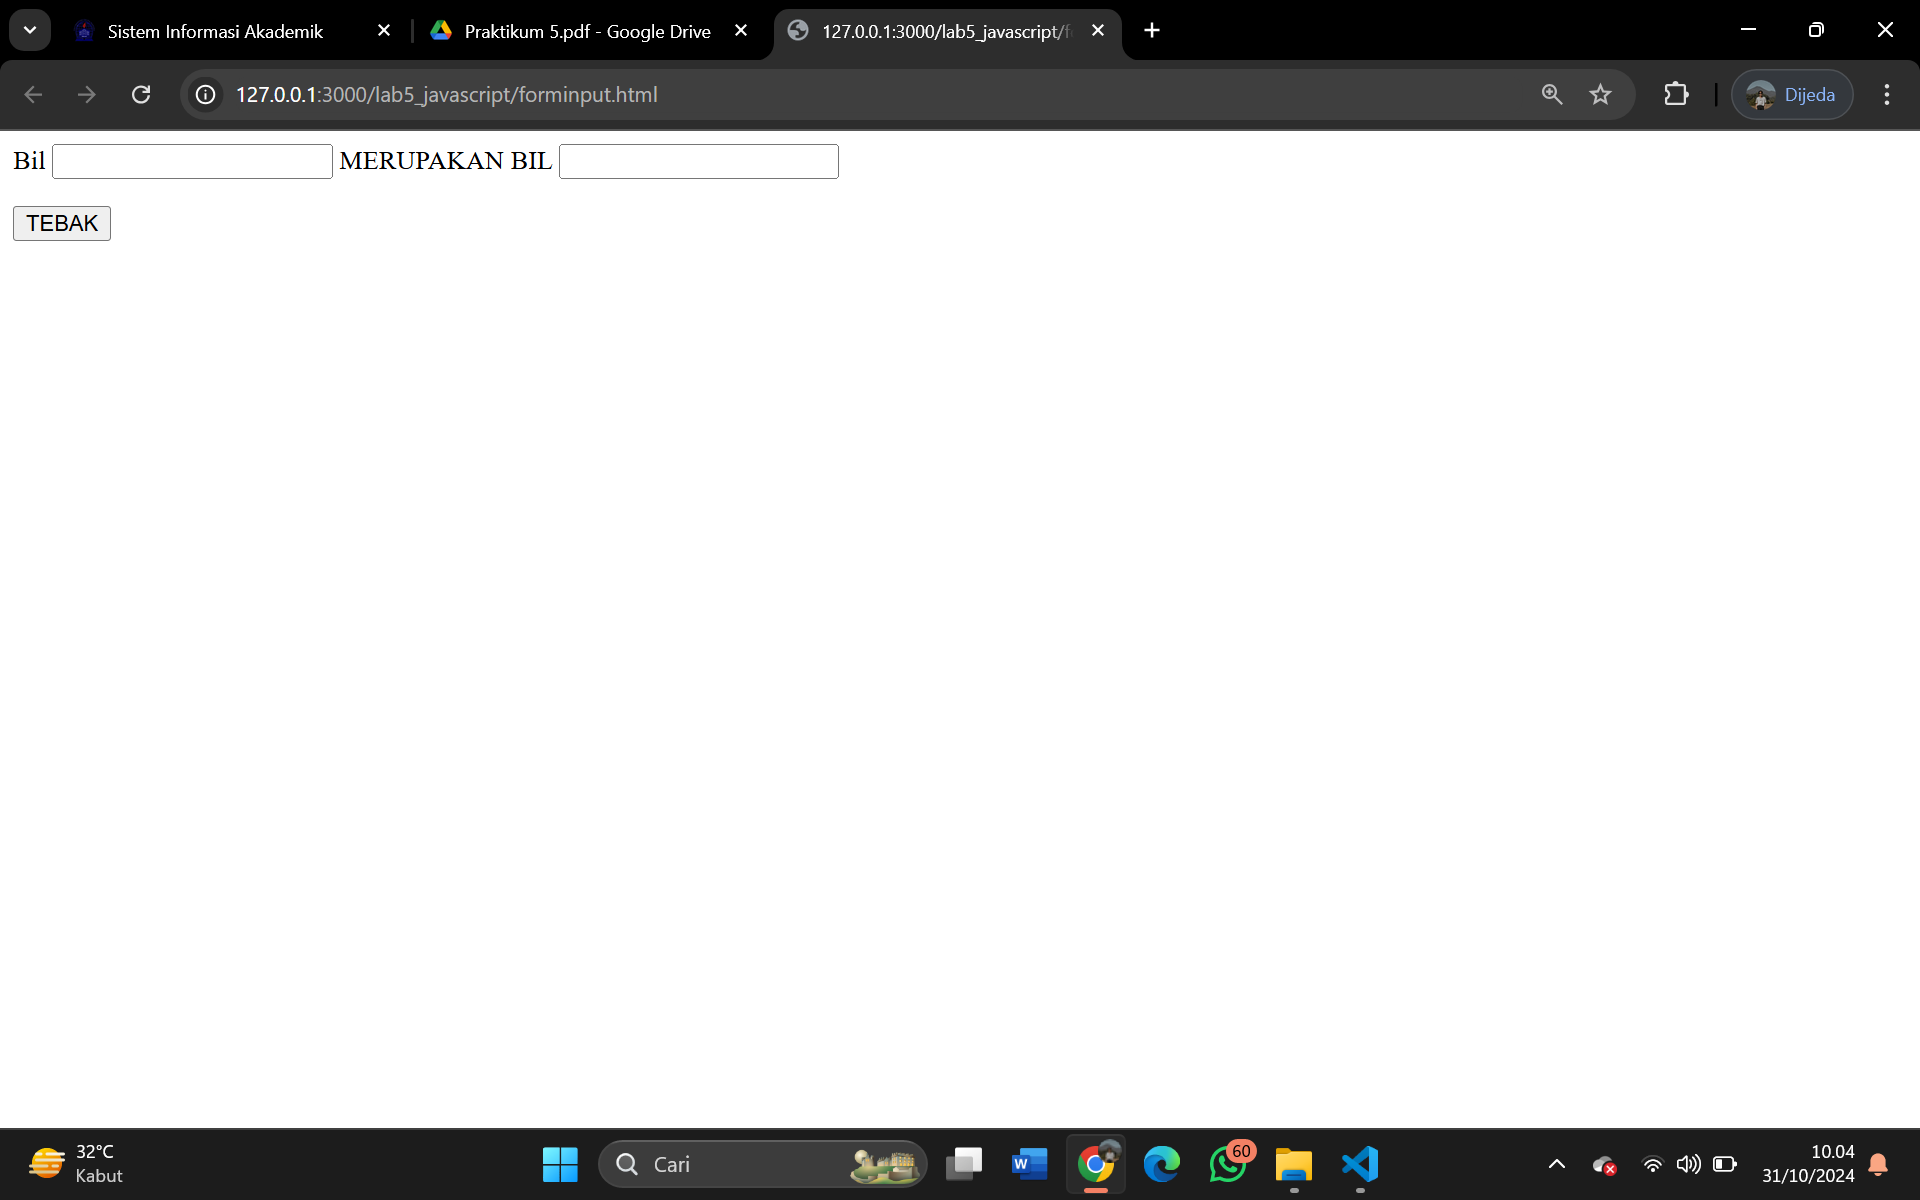 Sistem Informasi Akademik
Praktikum 5.pdf - Google Drive
127.0.0.1:3000/lab5_javascript/f
127.0.0.1:3000/lab5_javascript/forminput.html
Dijeda
Bil MERUPAKAN BIL
TEBAK
32°C
Kabut
Cari
W
60
10.04
31/10/2024